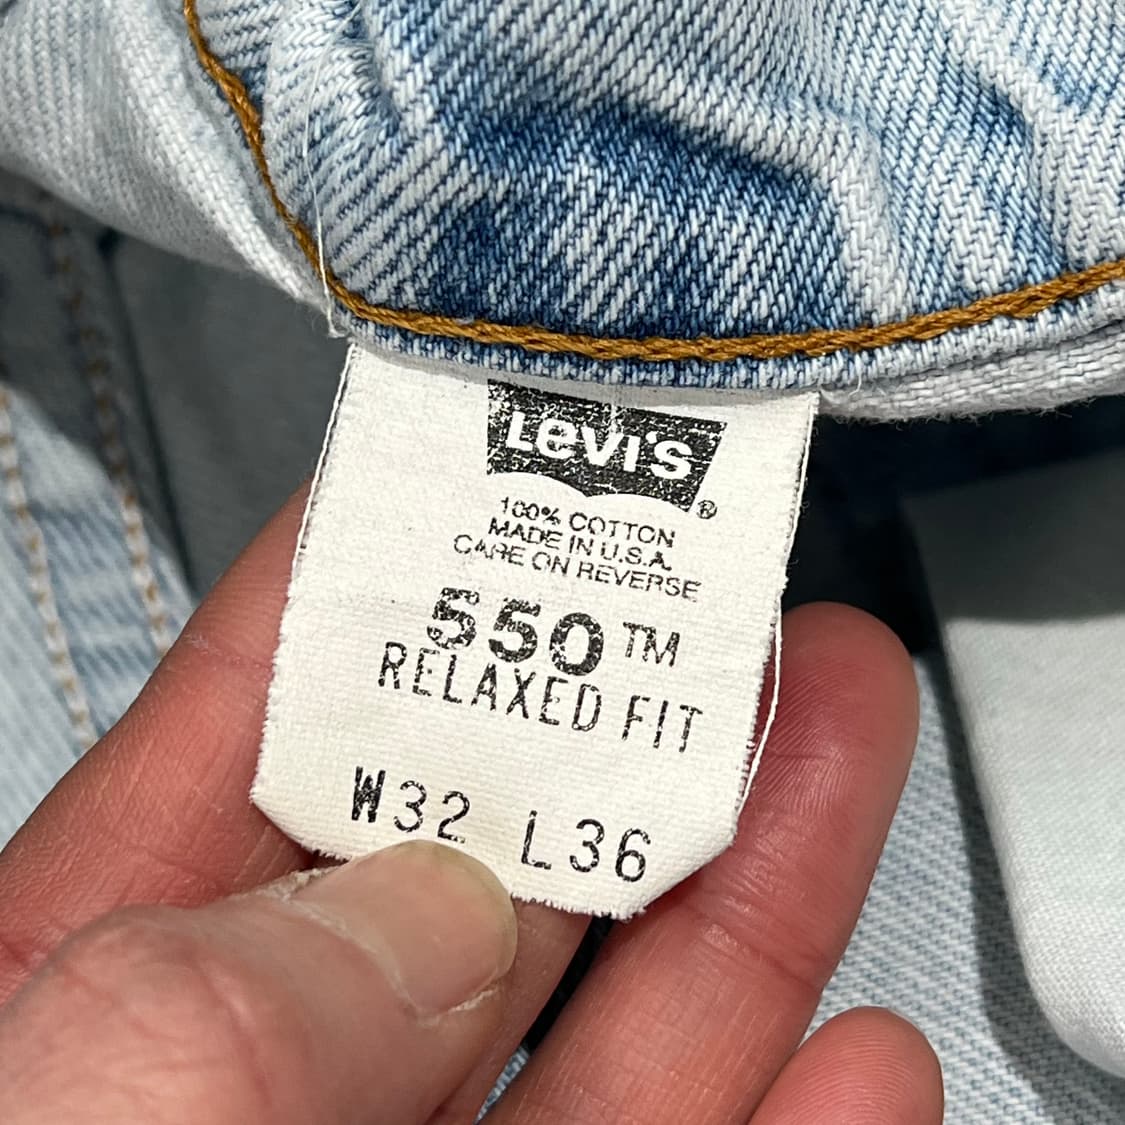 Levi's®
100% COTTON
MADE IN U.S.A.
CARE ON REVERSE
550™
RELAXED FIT
W32 L36